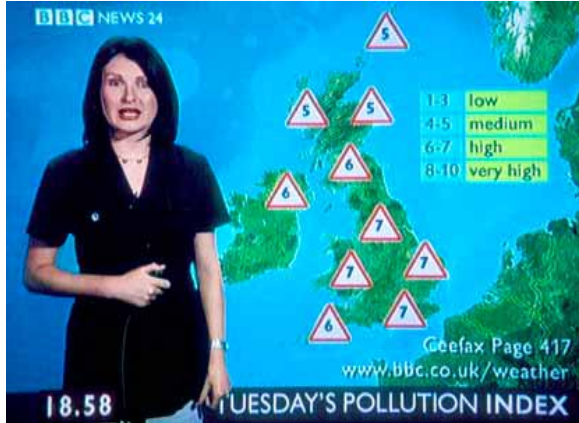 BBC NEWS 24
5
5 5
1-3 low
4-5 medium
6-7 high
8-10 very high
6
6
7
7
7
6
7
Ceefax Page 417
www.bbc.co.uk/weather
18.58 TUESDAY'S POLLUTION INDEX